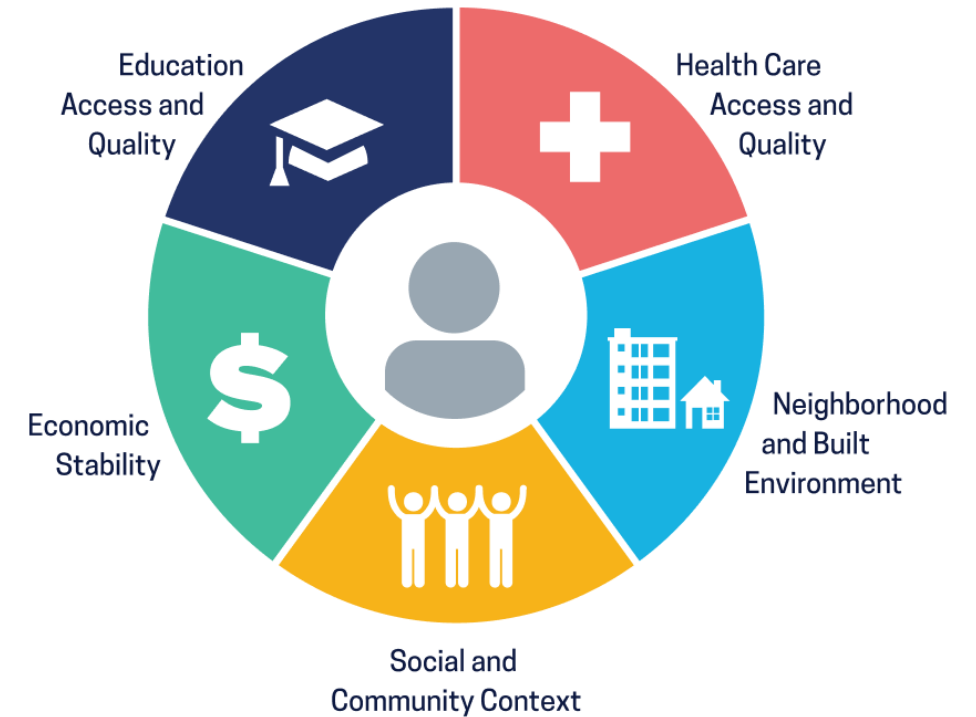 Education
Access and
Quality
Health Care
Access and
Quality
Economic
Stability
Neighborhood
and Built
Environment
Social and
Community Context